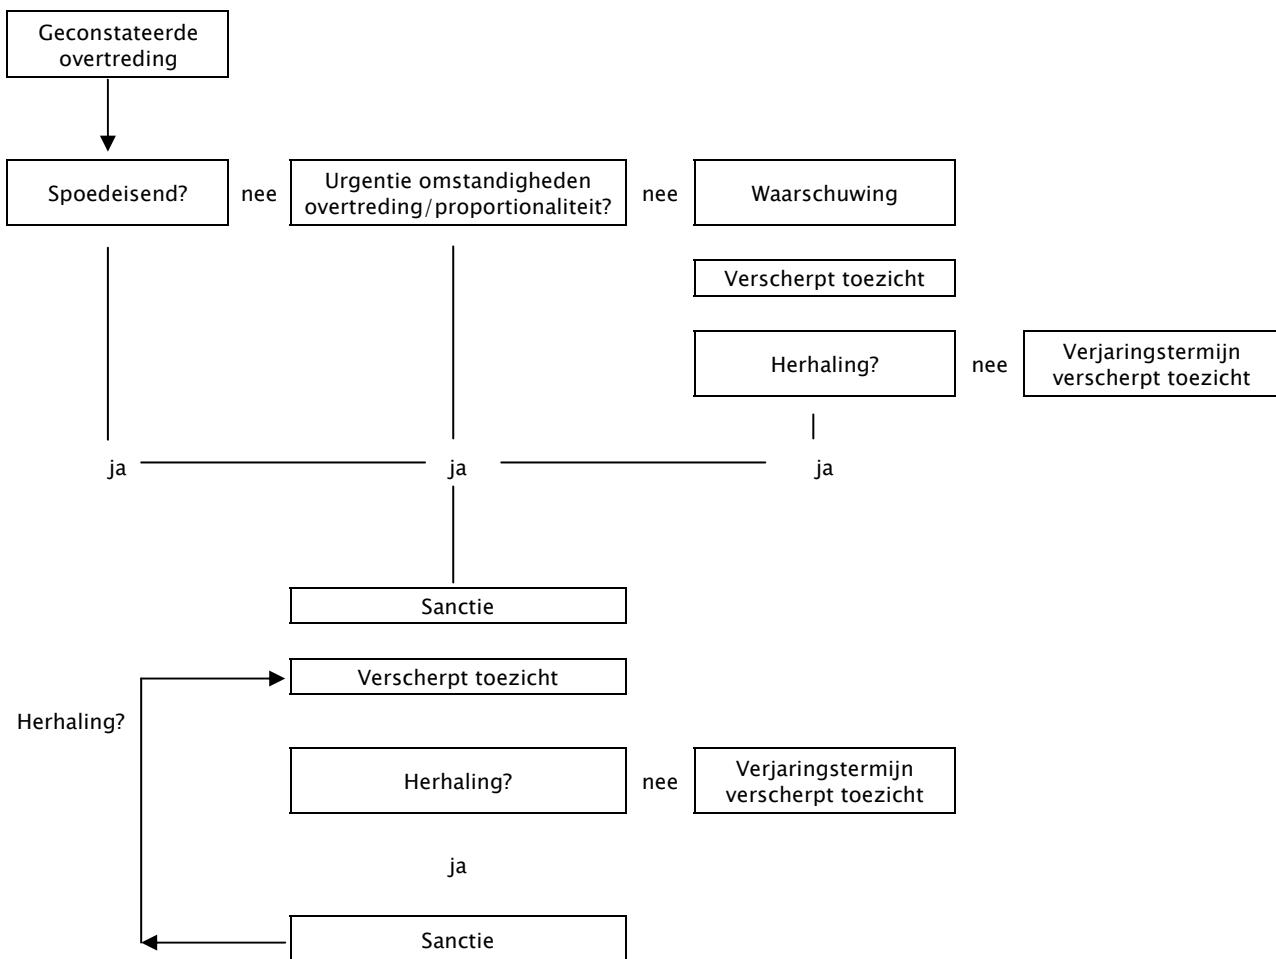 Geconstateerde
overtreding
Spoedeisend?
nee
Urgentie omstandigheden
overtreding/proportionaliteit?
nee
Waarschuwing
Verscherpt toezicht
Herhaling?
nee
Verjaringstermijn
verscherpt toezicht
ja
ja
ja
Sanctie
Verscherpt toezicht
Herhaling?
Herhaling?
nee
Verjaringstermijn
verscherpt toezicht
ja
Sanctie